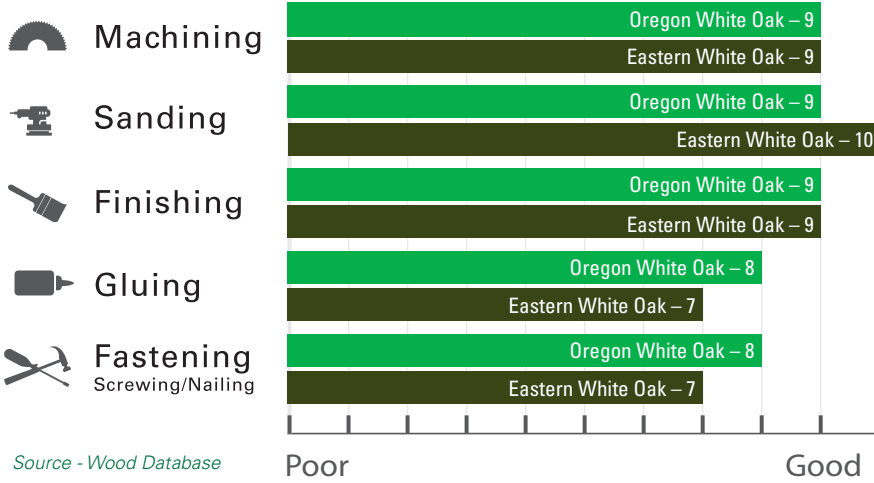 Machining
Oregon White Oak – 9
Eastern White Oak – 9
Sanding
Oregon White Oak – 9
Eastern White Oak – 10
Finishing
Oregon White Oak – 9
Eastern White Oak – 9
Gluing
Oregon White Oak – 8
Eastern White Oak – 7
Fastening
Screwing/Nailing
Oregon White Oak – 8
Eastern White Oak – 7
Source - Wood Database
Poor
Good